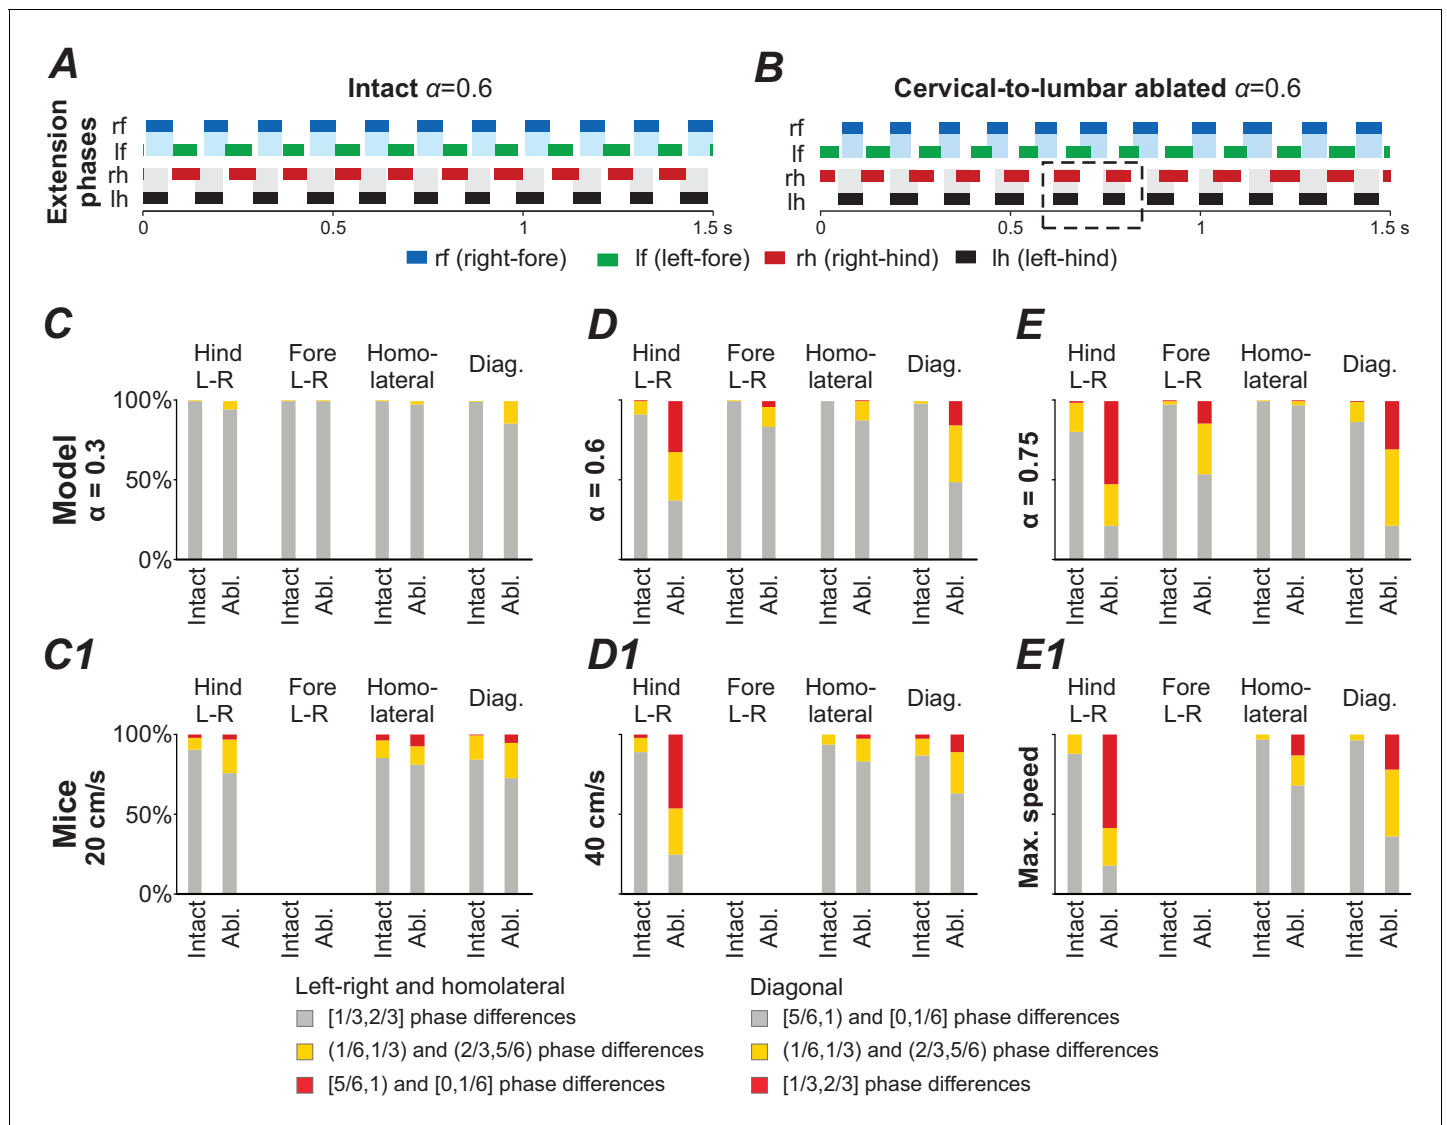 A
B
Intact α=0.6
Cervical-to-lumbar ablated α=0.6
Extension
phases
rf
lf
rh
lh
0 0.5 1 1.5 s
rf
lf
rh
lh
0 0.5 1 1.5 s
rf (right-fore) lf (left-fore) rh (right-hind) lh (left-hind)
C
Hind
L-R
Fore
L-R
Homo-
lateral
Diag.
Model
α = 0.3
100%
50%
0%
Intact Abl. Intact Abl. Intact Abl. Intact Abl.
D
Hind
L-R
Fore
L-R
Homo-
lateral
Diag.
α = 0.6
Intact Abl. Intact Abl. Intact Abl. Intact Abl.
E
Hind
L-R
Fore
L-R
Homo-
lateral
Diag.
α = 0.75
Intact Abl. Intact Abl. Intact Abl. Intact Abl.
C1
Hind
L-R
Fore
L-R
Homo-
lateral
Diag.
Mice
20 cm/s
100%
50%
0%
Intact Abl. Intact Abl. Intact Abl. Intact Abl.
D1
Hind
L-R
Fore
L-R
Homo-
lateral
Diag.
40 cm/s
Intact Abl. Intact Abl. Intact Abl. Intact Abl.
E1
Hind
L-R
Fore
L-R
Homo-
lateral
Diag.
Max. speed
Intact Abl. Intact Abl. Intact Abl. Intact Abl.
Left-right and homolateral
[1/3,2/3] phase differences
(1/6,1/3) and (2/3,5/6) phase differences
[5/6,1) and [0,1/6] phase differences
Diagonal
[5/6,1) and [0,1/6] phase differences
(1/6,1/3) and (2/3,5/6) phase differences
[1/3,2/3] phase differences